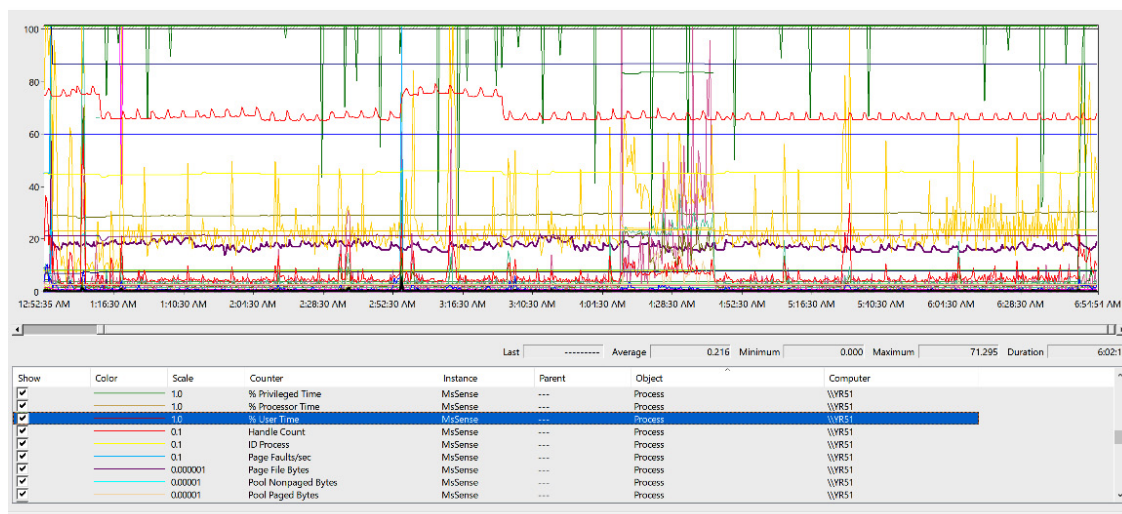 100
80
60
40
20
0
12:52:35 AM 1:16:30 AM 1:40:30 AM 2:04:30 AM 2:28:30 AM 2:52:30 AM 3:16:30 AM 3:40:30 AM 4:04:30 AM 4:28:30 AM 4:52:30 AM 5:16:30 AM 5:40:30 AM 6:04:30 AM 6:28:30 AM 6:54:54 AM
Last --------- Average 0.216 Minimum 0.000 Maximum 71.295 Duration 6:02:1
Show Color Scale Counter Instance Parent Object Computer
1.0 % Privileged Time MsSense --- Process \\YR51
1.0 % Processor Time MsSense --- Process \\YR51
1.0 % User Time MsSense --- Process \\YR51
0.1 Handle Count MsSense --- Process \\YR51
0.1 ID Process MsSense --- Process \\YR51
0.1 Page Faults/sec MsSense --- Process \\YR51
0.000001 Page File Bytes MsSense --- Process \\YR51
0.00001 Pool Nonpaged Bytes MsSense --- Process \\YR51
0.00001 Pool Paged Bytes MsSense --- Process \\YR51